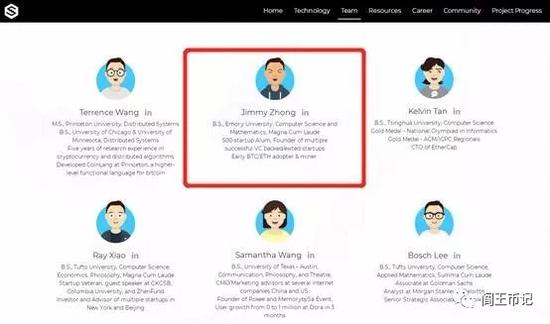 Home Technology Team Resources Career Community Project Progress
Terrence Wang in
M.S., Princeton University, Distributed Systems
B.S., University of Chicago & University of
Minnesota, Distributed Systems
Five years of research experience in
cryptocurrency and distributed algorithms
Developed CoinLang at Princeton, a higher-
level functional language for bitcoin
Jimmy Zhong in
B.S., Emory University, Computer Science and
Mathematics, Magna Cum Laude
500 startup Alum, Founder of multiple
successful VC backed/exited startups
Early BTC/ETH adopter & miner
Kelvin Tan in
B.S., Tsinghua University, Computer Science
Gold Medal - National Olympiad in Informatics
Gold Medal - ACM/ICPC Regionals
CTO of EtherCap
Ray Xiao in
B.S., Tufts University, Computer Science,
Economics, Philosophy, Magna Cum Laude
Startup Veteran, guest speaker at CKGSB,
Columbia University, and ZhenFund
Investor and Advisor of multiple startups in
New York and Beijing
Samantha Wang in
B.S., University of Texas - Austin,
Communication, Philosophy, and Theatre,
CMO/Marketing advisors at several internet
companies China and US.
Founder of Pokee and MemorytySa Event,
User growth from 0 to 1 million at Dora in 3
months
Bosch Lee in
B.S., Tufts University, Computer Science,
Applied Mathematics, Summa Cum Laude
Associate at Goldman Sachs
Analyst at Morgan Stanley, Deloitte
Senior Strategic Associate
阎王币记